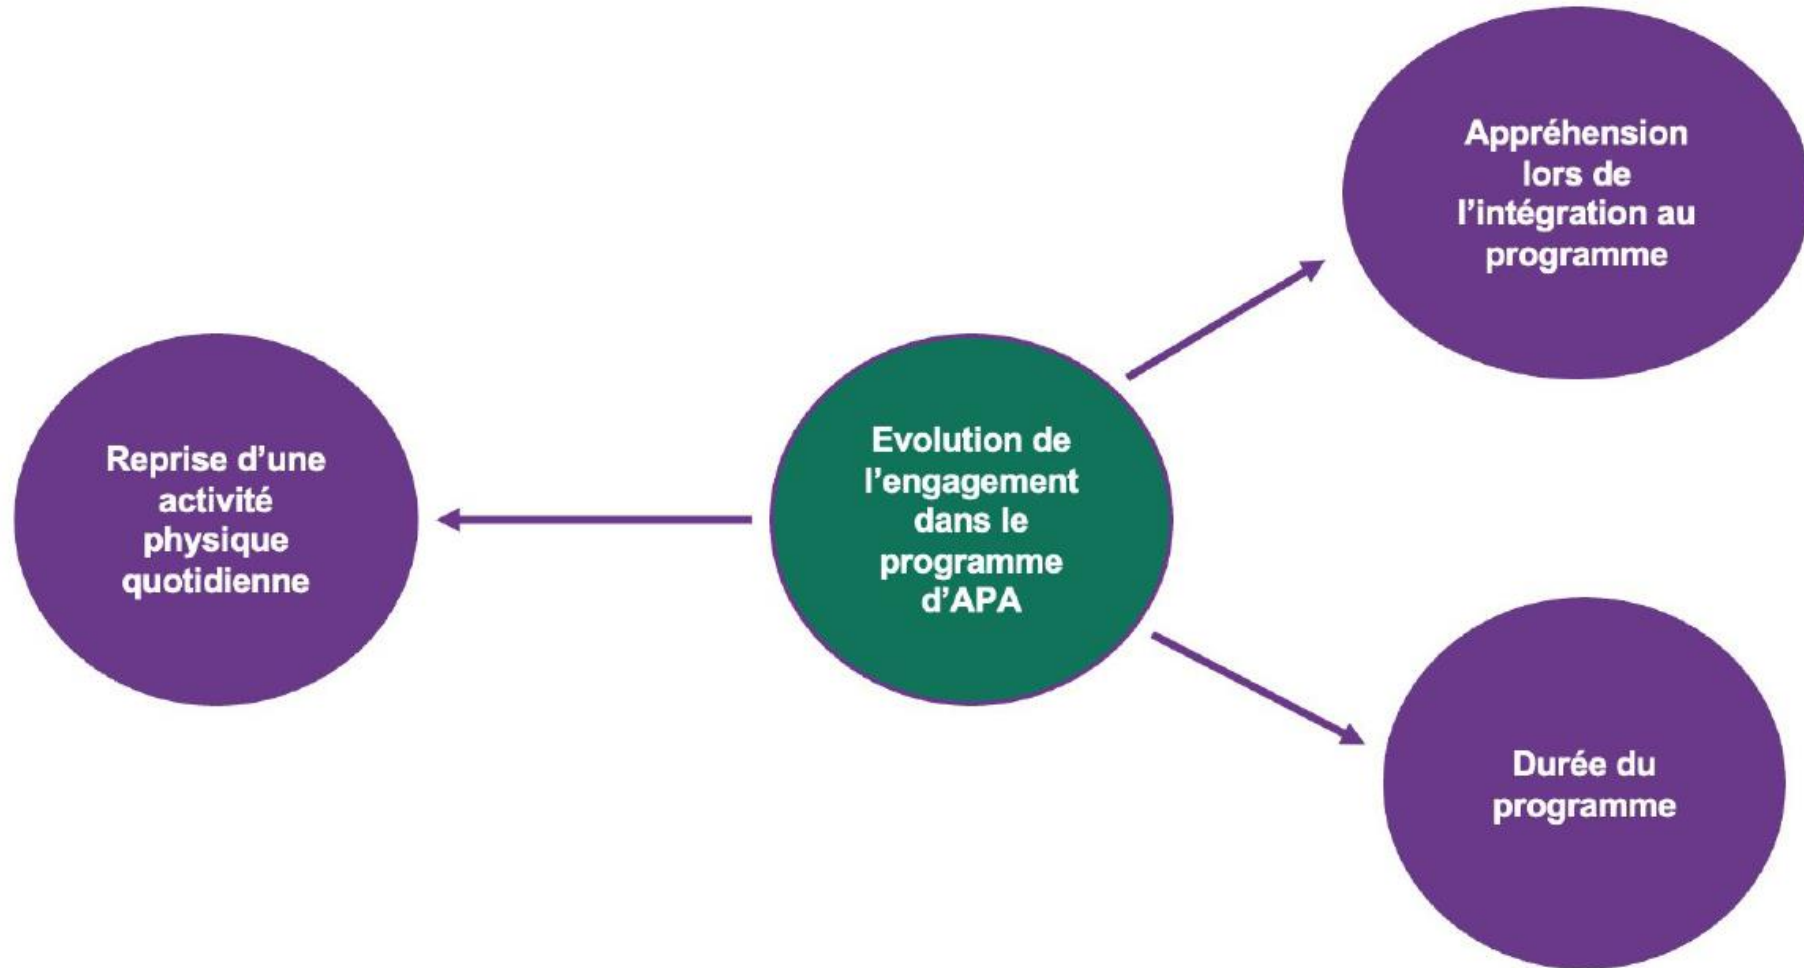 Appréhension
lors de
l’intégration au
programme
Reprise d’une
activité
physique
quotidienne
Evolution de
l’engagement
dans le
programme
d’APA
Durée du
programme